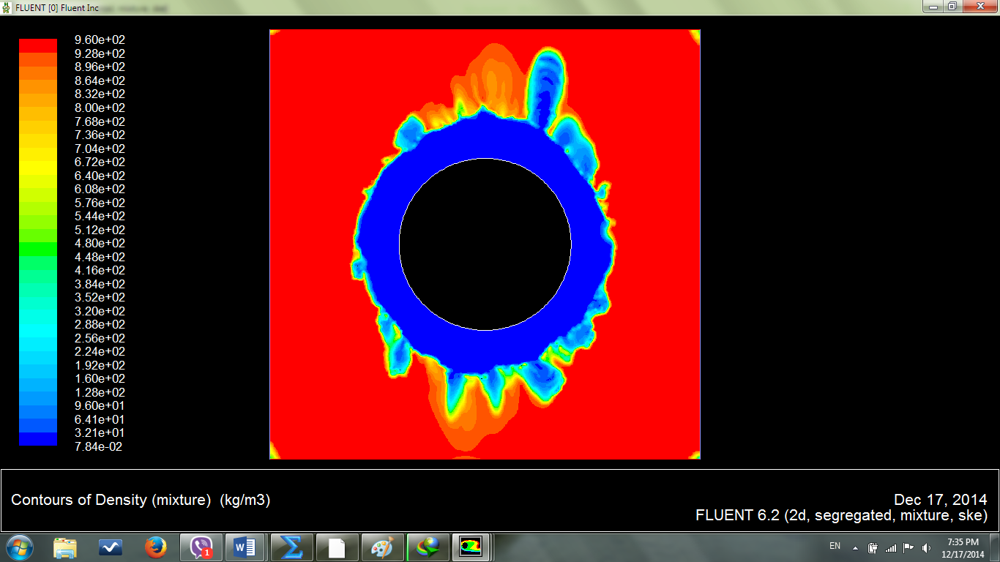 FLUENT [0] Fluent Inc
9.60e+02
9.28e+02
8.96e+02
8.64e+02
8.32e+02
8.00e+02
7.68e+02
7.36e+02
7.04e+02
6.72e+02
6.40e+02
6.08e+02
5.76e+02
5.44e+02
5.12e+02
4.80e+02
4.48e+02
4.16e+02
3.84e+02
3.52e+02
3.20e+02
2.88e+02
2.56e+02
2.24e+02
1.92e+02
1.60e+02
1.28e+02
9.60e+01
6.41e+01
3.21e+01
7.84e-02
Contours of Density (mixture) (kg/m3)
Dec 17, 2014
FLUENT 6.2 (2d, segregated, mixture, ske)
1
W
EN
7:35 PM
12/17/2014